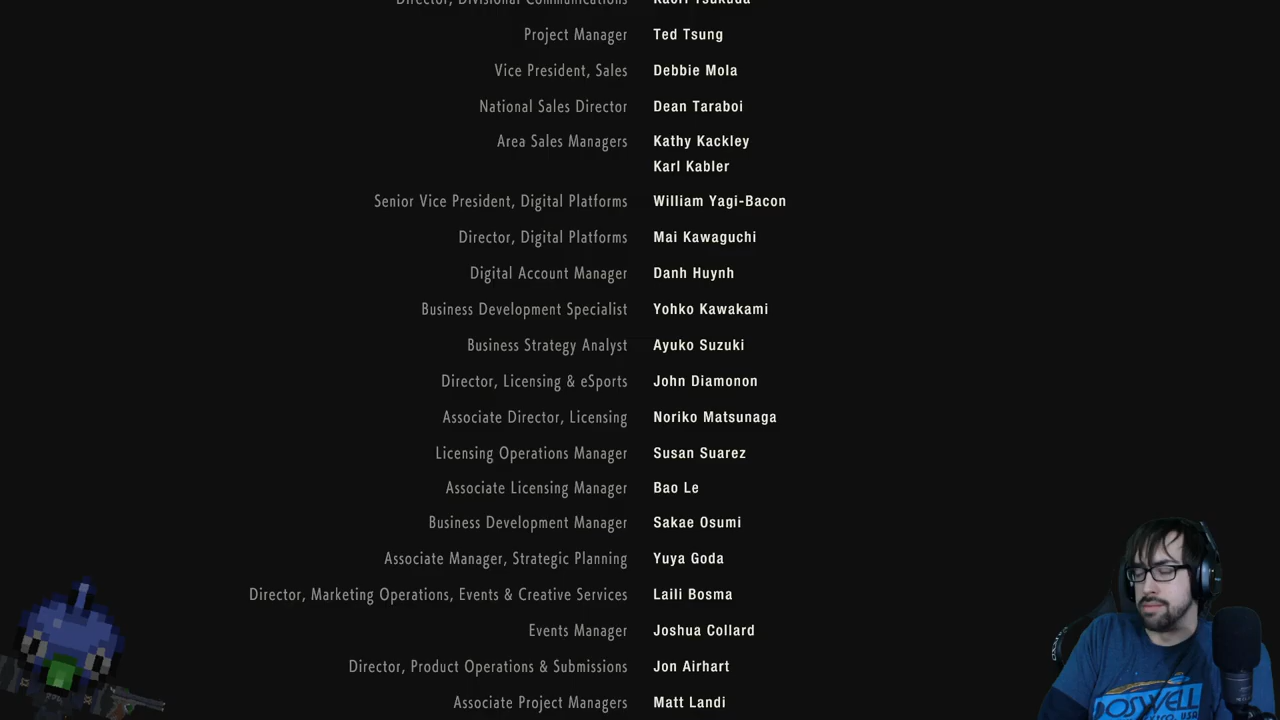 Project Manager Ted Tsung
Vice President, Sales Debbie Mola
National Sales Director Dean Taraboi
Area Sales Managers Kathy Kackley
Karl Kabler
Senior Vice President, Digital Platforms William Yagi-Bacon
Director, Digital Platforms Mai Kawaguchi
Digital Account Manager Danh Huynh
Business Development Specialist Yohko Kawakami
Business Strategy Analyst Ayuko Suzuki
Director, Licensing & eSports John Diamonon
Associate Director, Licensing Noriko Matsunaga
Licensing Operations Manager Susan Suarez
Associate Licensing Manager Bao Le
Business Development Manager Sakae Osumi
Associate Manager, Strategic Planning Yuya Goda
Director, Marketing Operations, Events & Creative Services Laili Bosma
Events Manager Joshua Collard
Director, Product Operations & Submissions Jon Airhart
Associate Project Managers Matt Landi